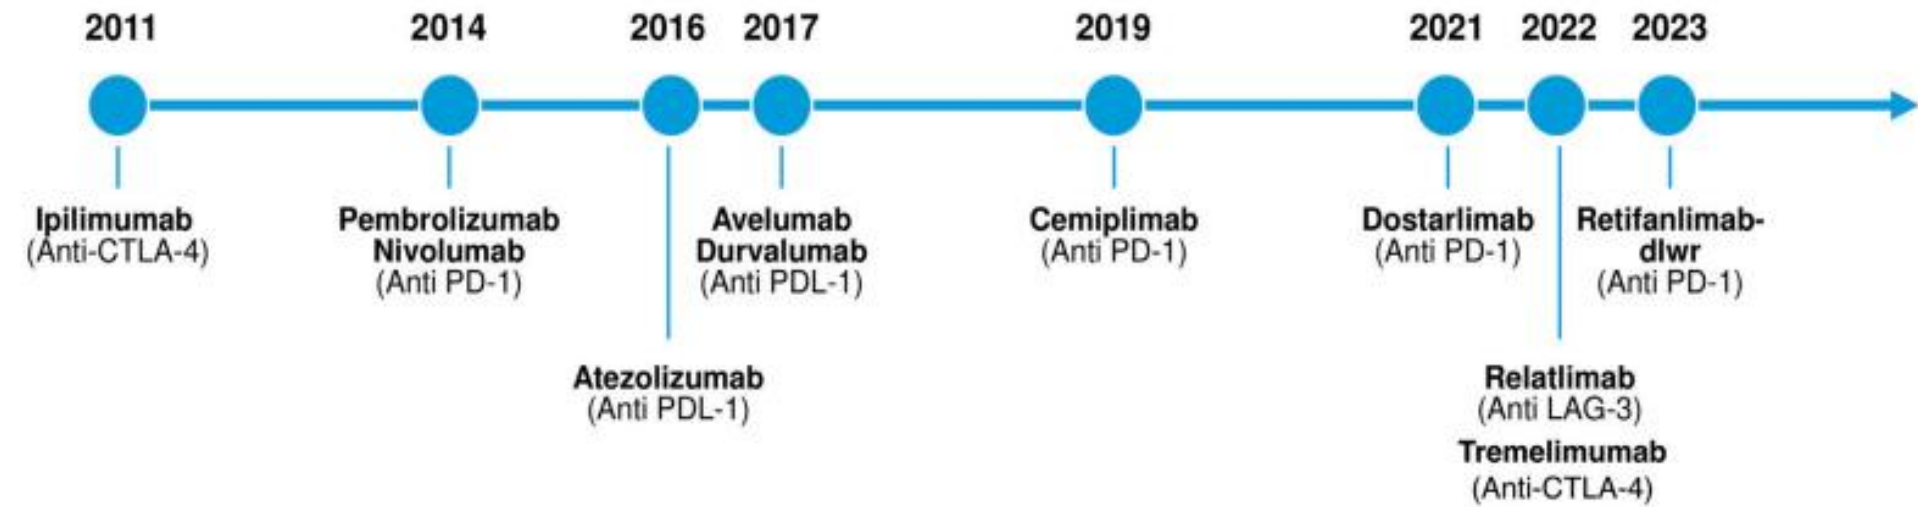 2011 2014 2016 2017 2019 2021 2022 2023
Ipilimumab
(Anti-CTLA-4)
Pembrolizumab
Nivolumab
(Anti PD-1)
Atezolizumab
(Anti PDL-1)
Avelumab
Durvalumab
(Anti PDL-1)
Cemiplimab
(Anti PD-1)
Dostarlimab
(Anti PD-1)
Relatlimab
(Anti LAG-3)
Tremelimumab
(Anti-CTLA-4)
Retifanlimab-
dlwr
(Anti PD-1)